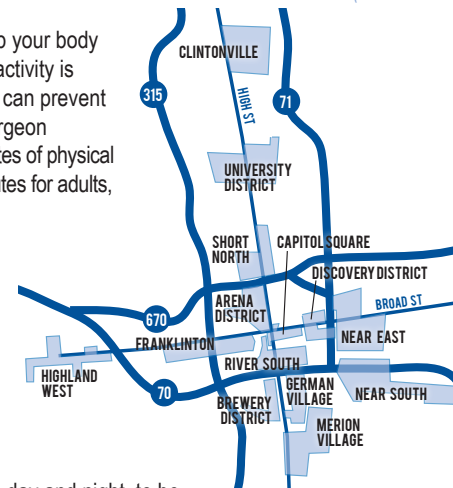 o your body
activity is
can prevent
rgeon
tes of physical
utes for adults,
CLINTONVILLE
315
HIGH ST
71
UNIVERSITY
DISTRICT
SHORT
NORTH
CAPITOL SQUARE
DISCOVERY DISTRICT
ARENA
DISTRICT
BROAD ST
670
FRANKLINTON
NEAR EAST
HIGHLAND
WEST
RIVER SOUTH
70
GERMAN
VILLAGE
NEAR SOUTH
BREWERY
DISTRICT
MERION
VILLAGE